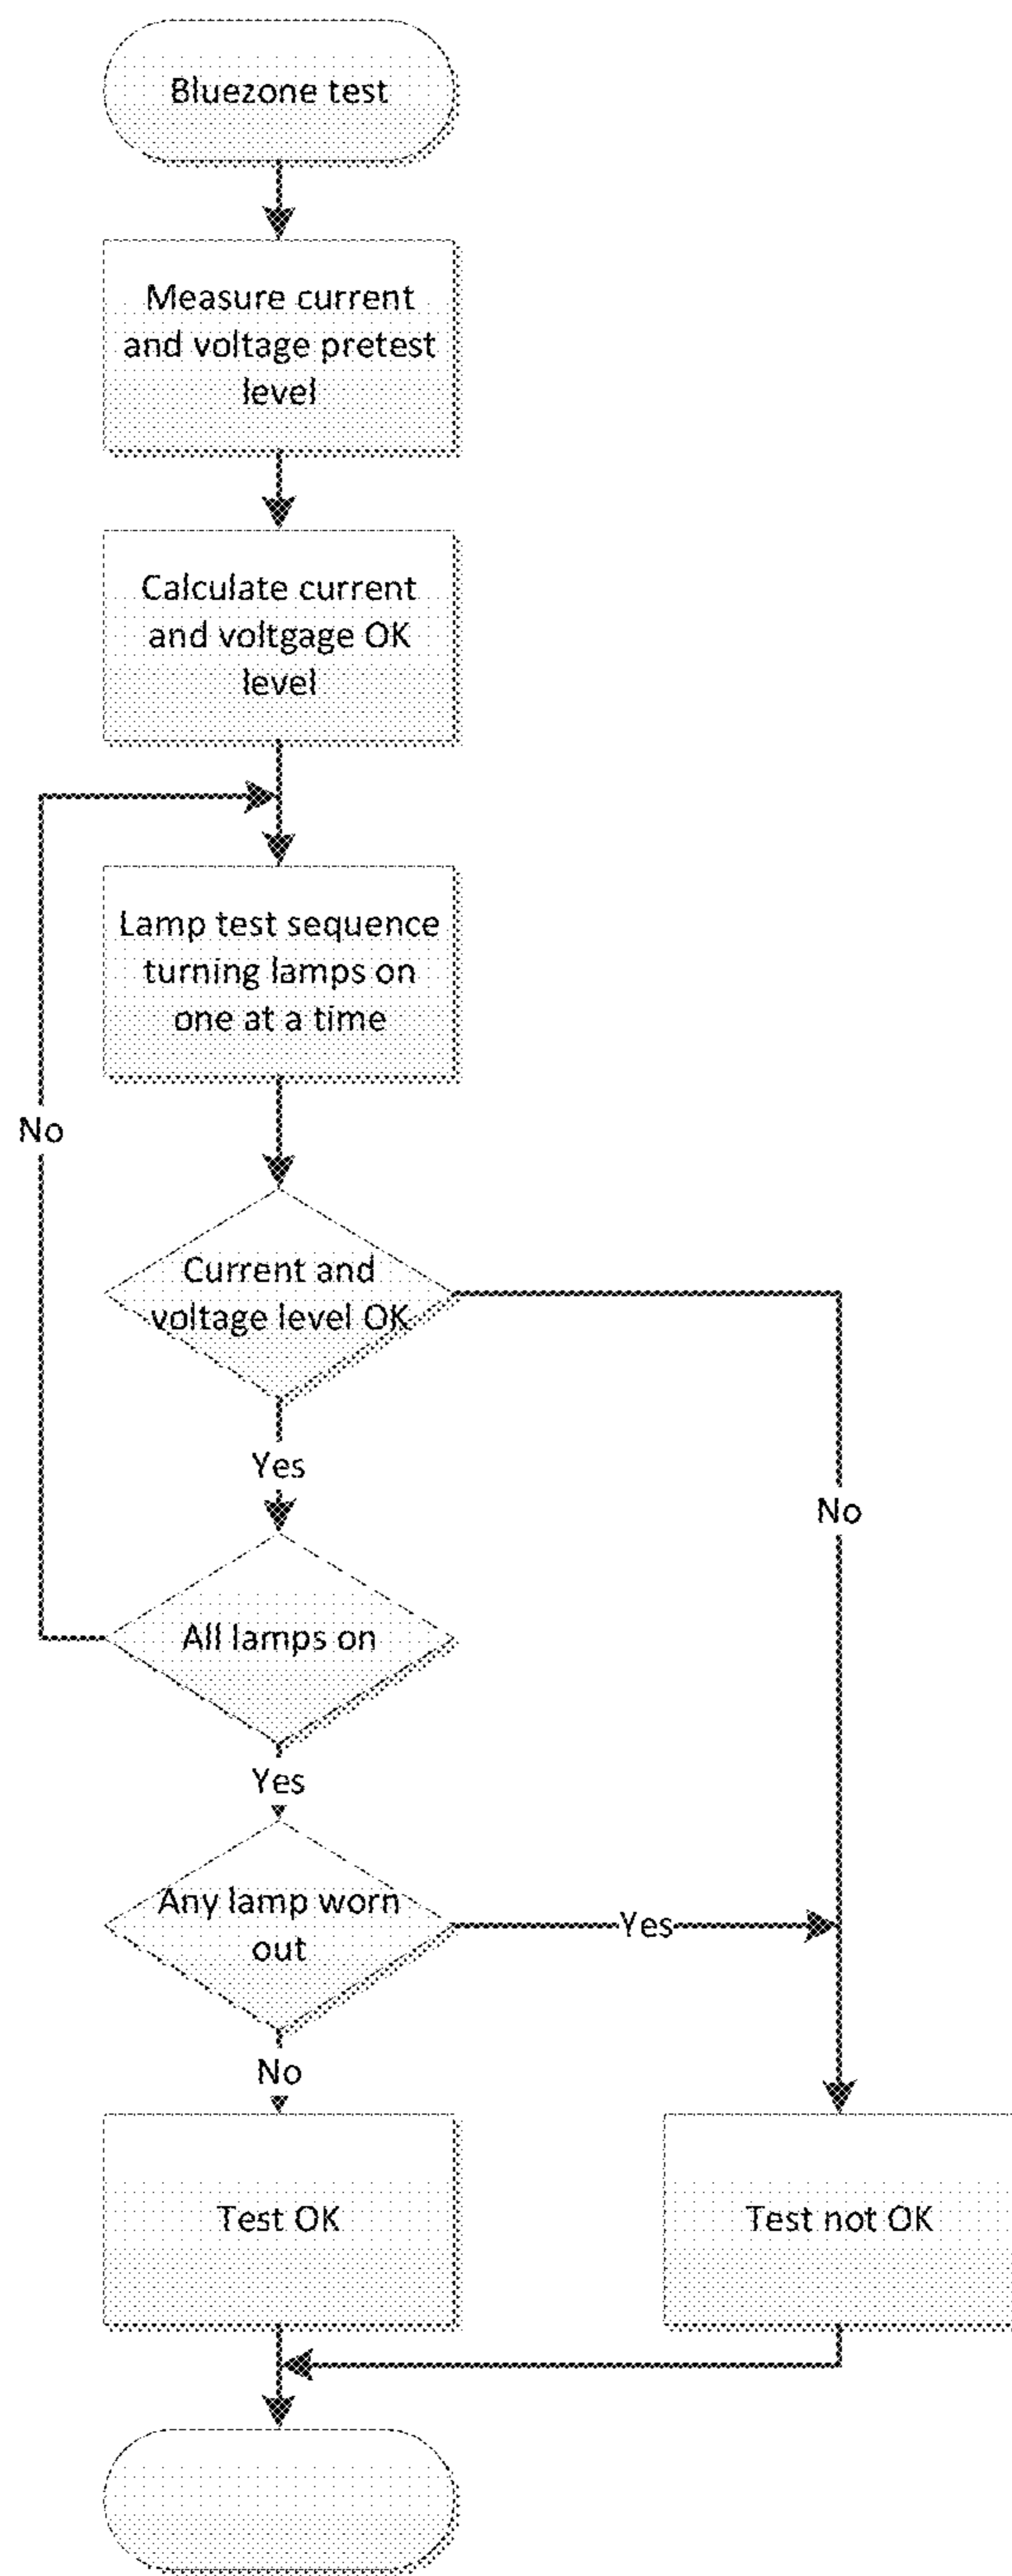 Bluezone test
Measure current
and voltage pretest
level
Calculate current
and voltgage OK
level
Lamp test sequence
turning lamps on
one at a time
No
Current and
voltage level OK
Yes
No
All lamps on
Yes
Any lamp worn
out
Yes
No
Test OK
Test not OK